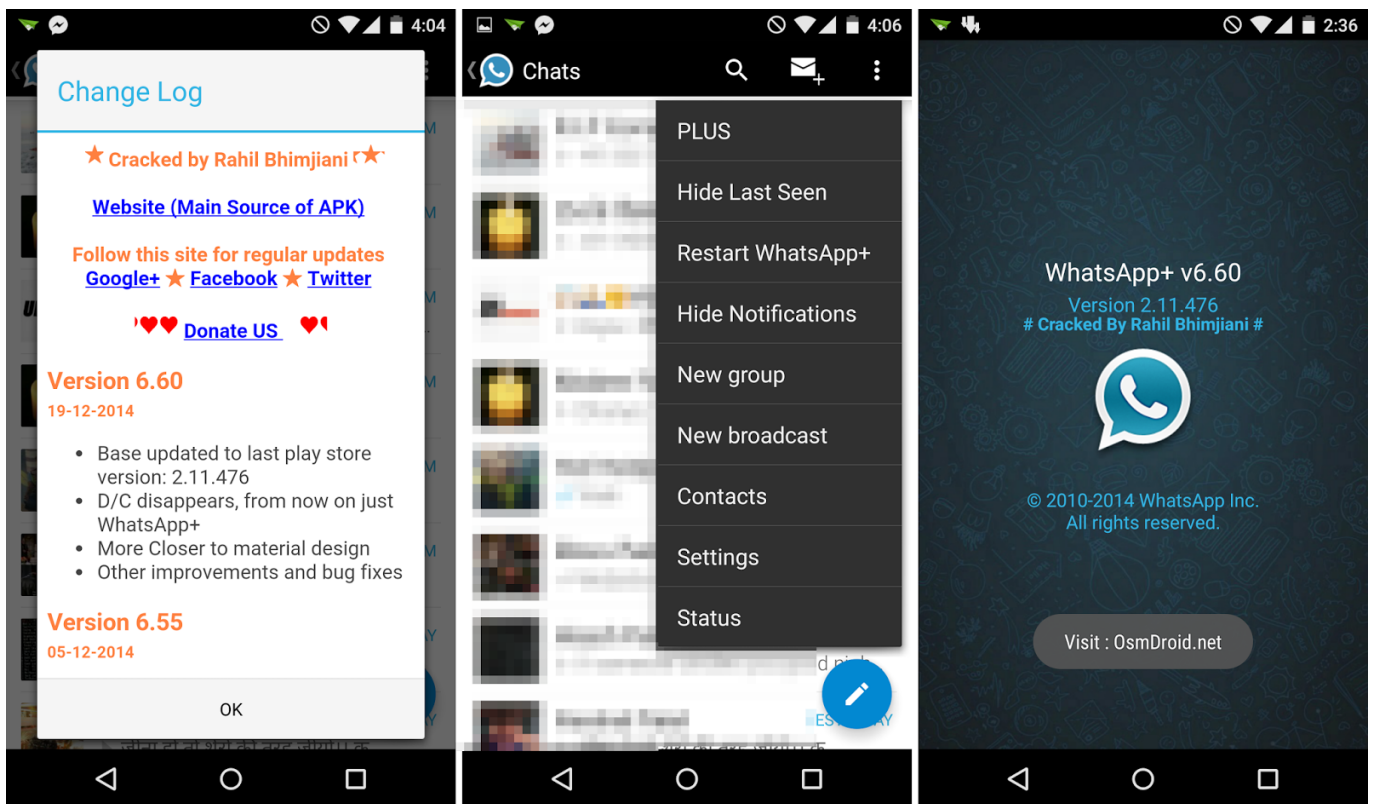 4:04
Change Log
Cracked by Rahil Bhimjiani
Website (Main Source of APK)
Follow this site for regular updates
Google+ ★ Facebook ★ Twitter
Donate US
Version 6.60
19-12-2014
• Base updated to last play store
version: 2.11.476
• D/C disappears, from now on just
WhatsApp+
• More Closer to material design
• Other improvements and bug fixes
Version 6.55
05-12-2014
OK
4:06
Chats
PLUS
Hide Last Seen
Restart WhatsApp+
Hide Notifications
New group
New broadcast
Contacts
Settings
Status
2:36
WhatsApp+ v6.60
Version 2.11.476
# Cracked By Rahil Bhimjiani #
© 2010-2014 WhatsApp Inc.
All rights reserved.
Visit : OsmDroid.net